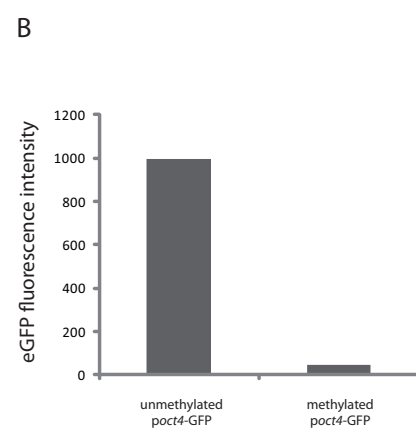 B
eGFP fluorescence intensity
1200
1000
800
600
400
200
0
unmethylated
poct4-GFP
methylated
poct4-GFP